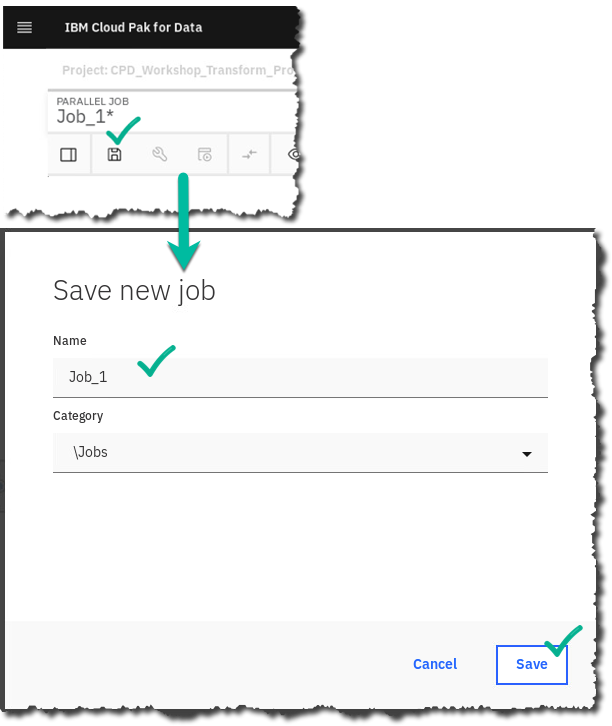 IBM Cloud Pak for Data
Project: CPD_Workshop_Transform_Pro
PARALLEL JOB
Job_1*
Save new job
Name
Job_1
Category
\Jobs
Cancel
Save